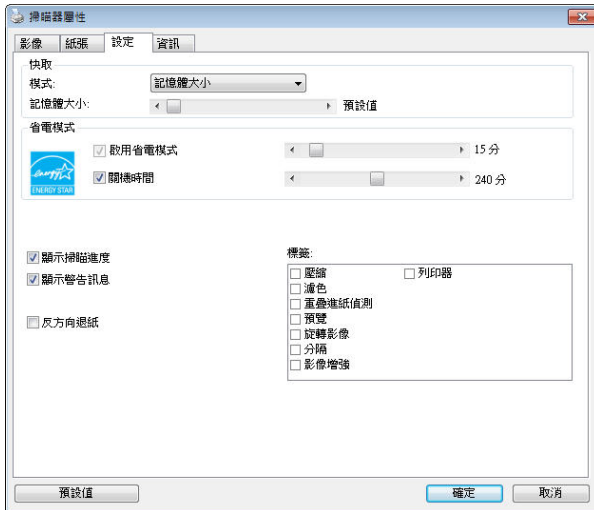 掃瞄器屬性
影像 紙張 設定 資訊
快取
模式: 記憶體大小
記憶體大小: 預設值
省電模式
啟用省電模式 15 分
關機時間 240 分
energy
ENERGY STAR
顯示掃瞄進度
顯示警告訊息
反方向退紙
標籤:
壓縮 列印器
濾色
重疊進紙偵測
預覽
旋轉影像
分隔
影像增強
預設值 確定 取消